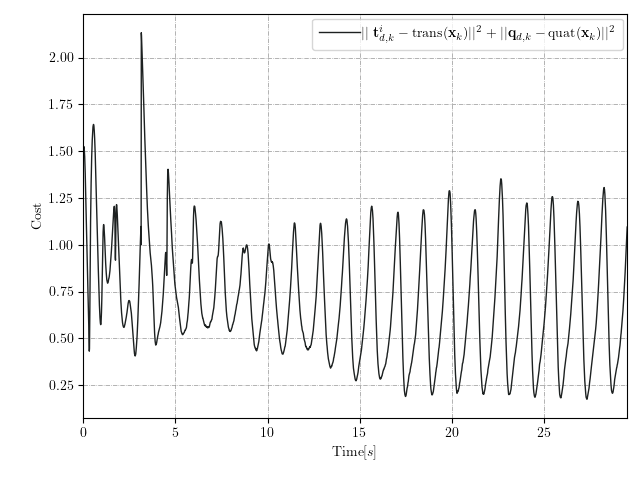 || t^i_{d,k} − trans(x_k)||^2 + ||q_{d,k} − quat(x_k)||^2
2.00
1.75
1.50
1.25
1.00
0.75
0.50
0.25
Cost
0 5 10 15 20 25
Time[s]